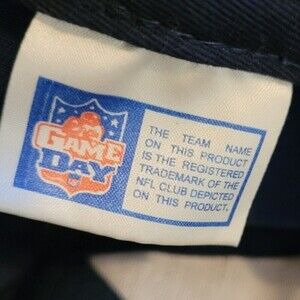 GAME
DAY
THE TEAM NAME
ON THIS PRODUCT
IS THE REGISTERED
TRADEMARK OF THE
NFL CLUB DEPICTED
ON THIS PRODUCT.